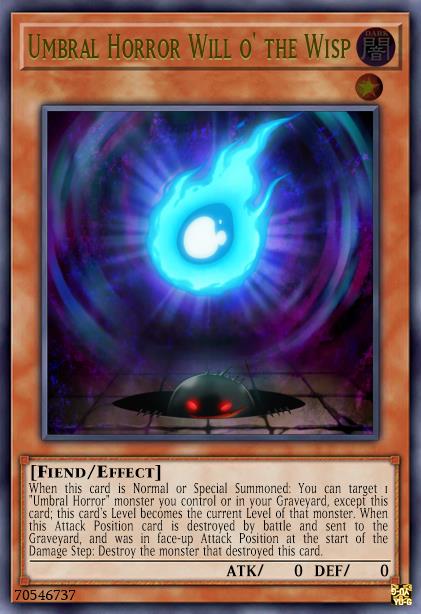 Umbral Horror Will o' the Wisp
DARK
闇
[Fiend/Effect]
When this card is Normal or Special Summoned: You can target 1
"Umbral Horror" monster you control or in your Graveyard, except this
card; this card's Level becomes the current Level of that monster. When
this Attack Position card is destroyed by battle and sent to the
Graveyard, and was in face-up Attack Position at the start of the
Damage Step: Destroy the monster that destroyed this card.
ATK/ 0 DEF/ 0
70546737